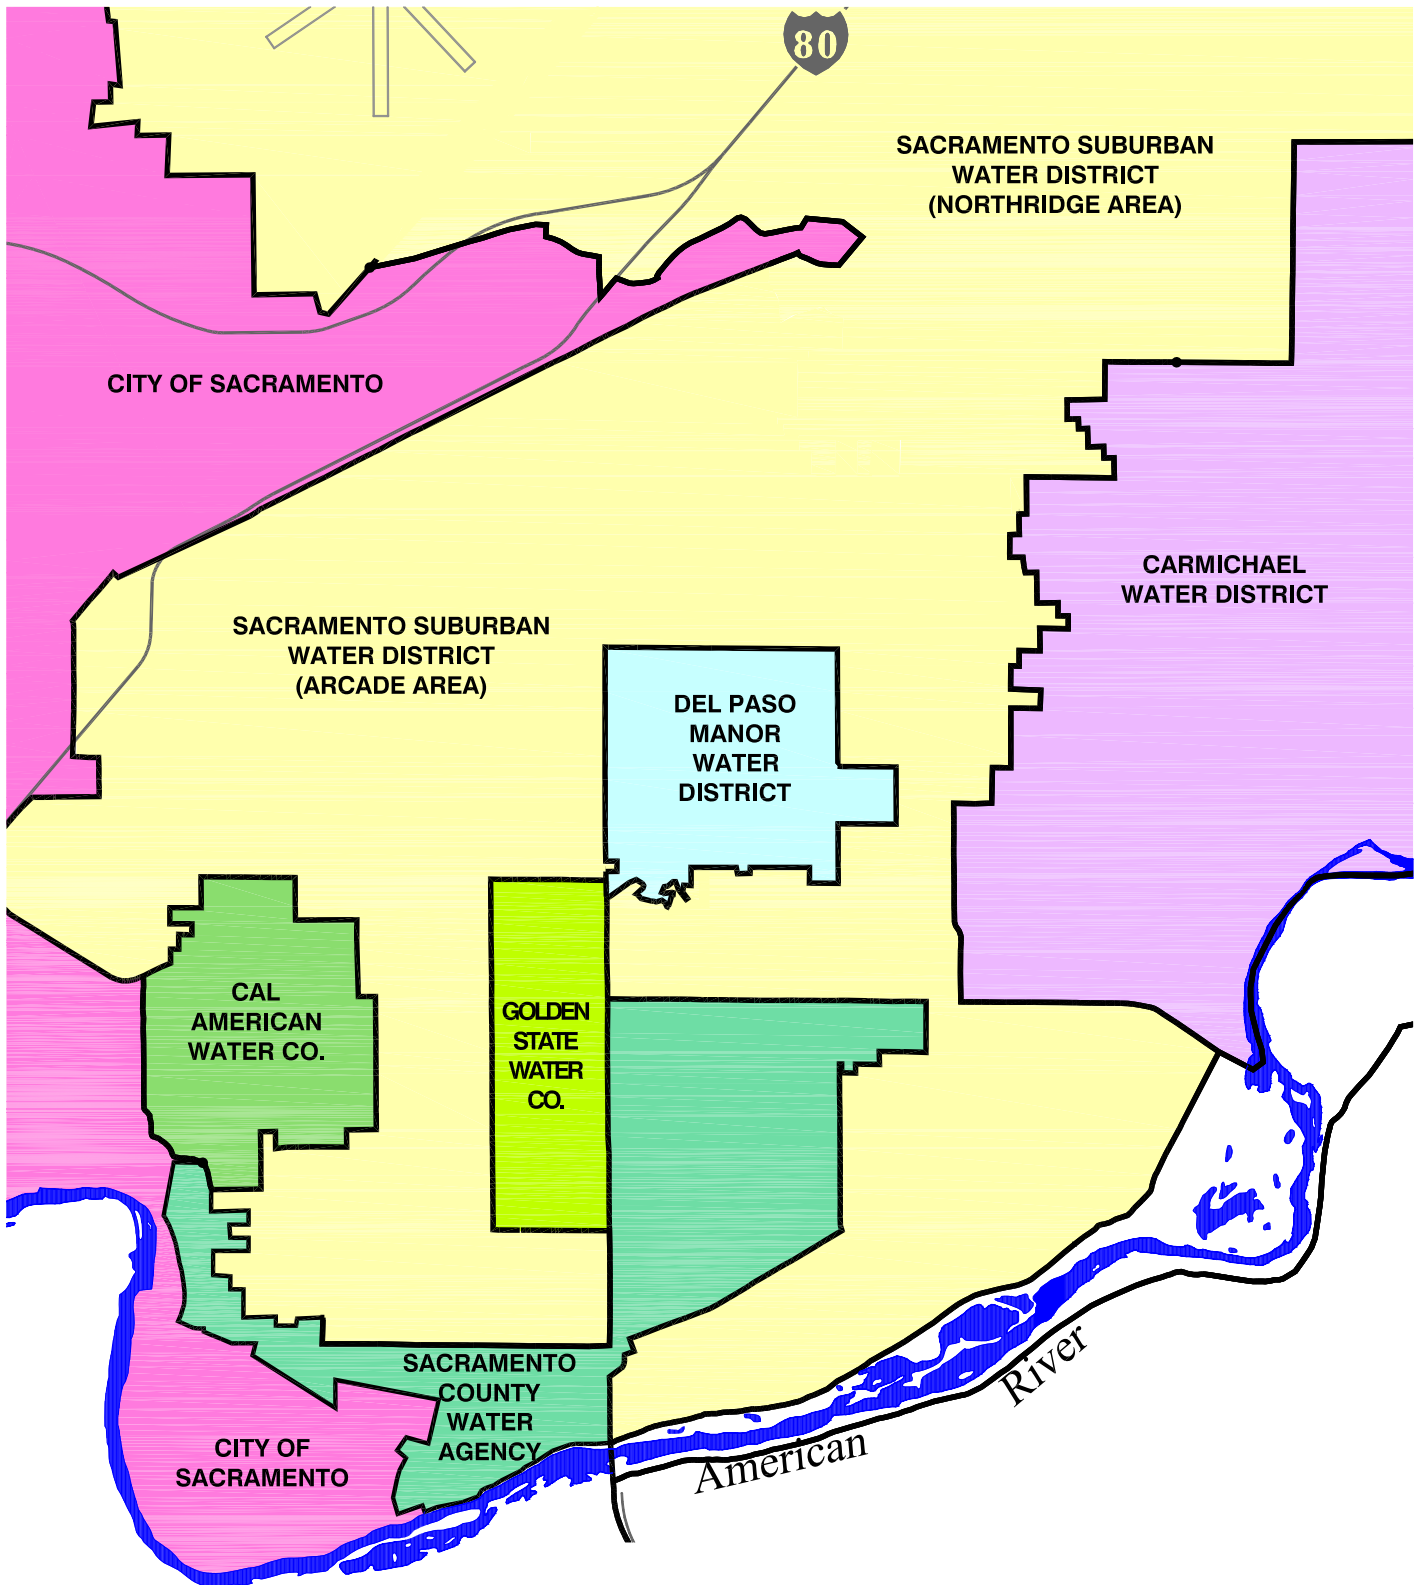 80
SACRAMENTO SUBURBAN
WATER DISTRICT
(NORTHRIDGE AREA)
CITY OF SACRAMENTO
CARMICHAEL
WATER DISTRICT
SACRAMENTO SUBURBAN
WATER DISTRICT
(ARCADE AREA)
DEL PASO
MANOR
WATER
DISTRICT
CAL
AMERICAN
WATER CO.
GOLDEN
STATE
WATER
CO.
SACRAMENTO
COUNTY
WATER
AGENCY
CITY OF
SACRAMENTO
American
River